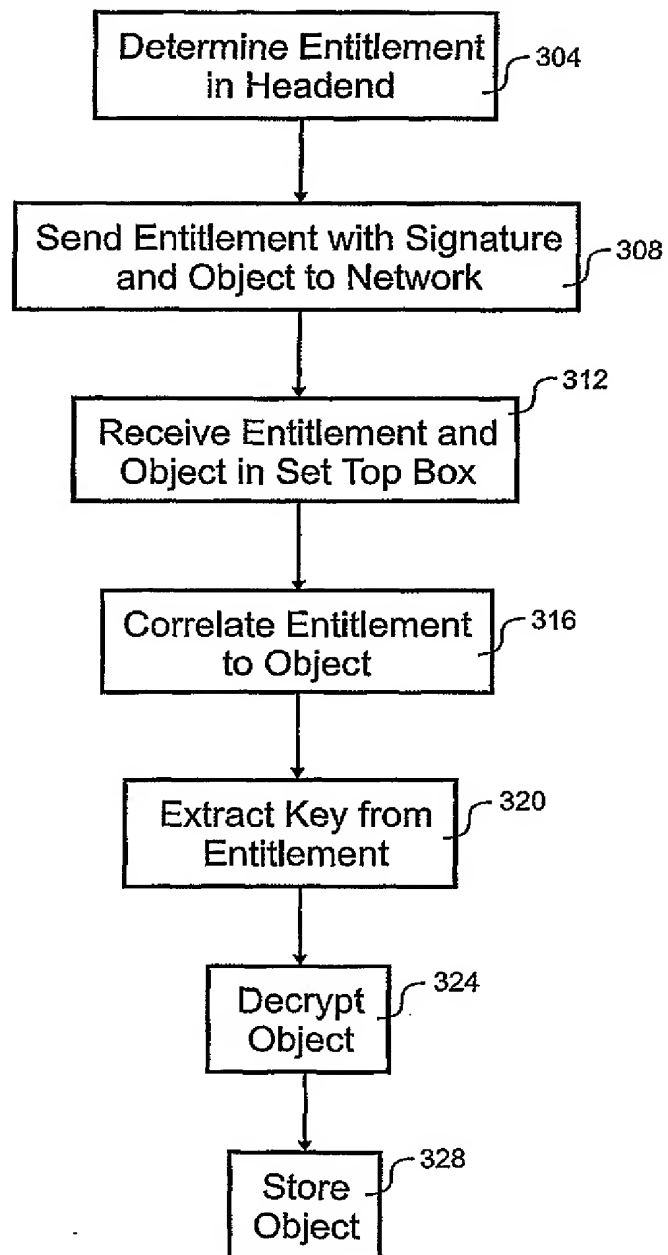 Determine Entitlement
in Headend
304
Send Entitlement with Signature
and Object to Network
308
312
Receive Entitlement and
Object in Set Top Box
Correlate Entitlement
to Object
316
Extract Key from
Entitlement
320
Decrypt
Object
324
Store
Object
328